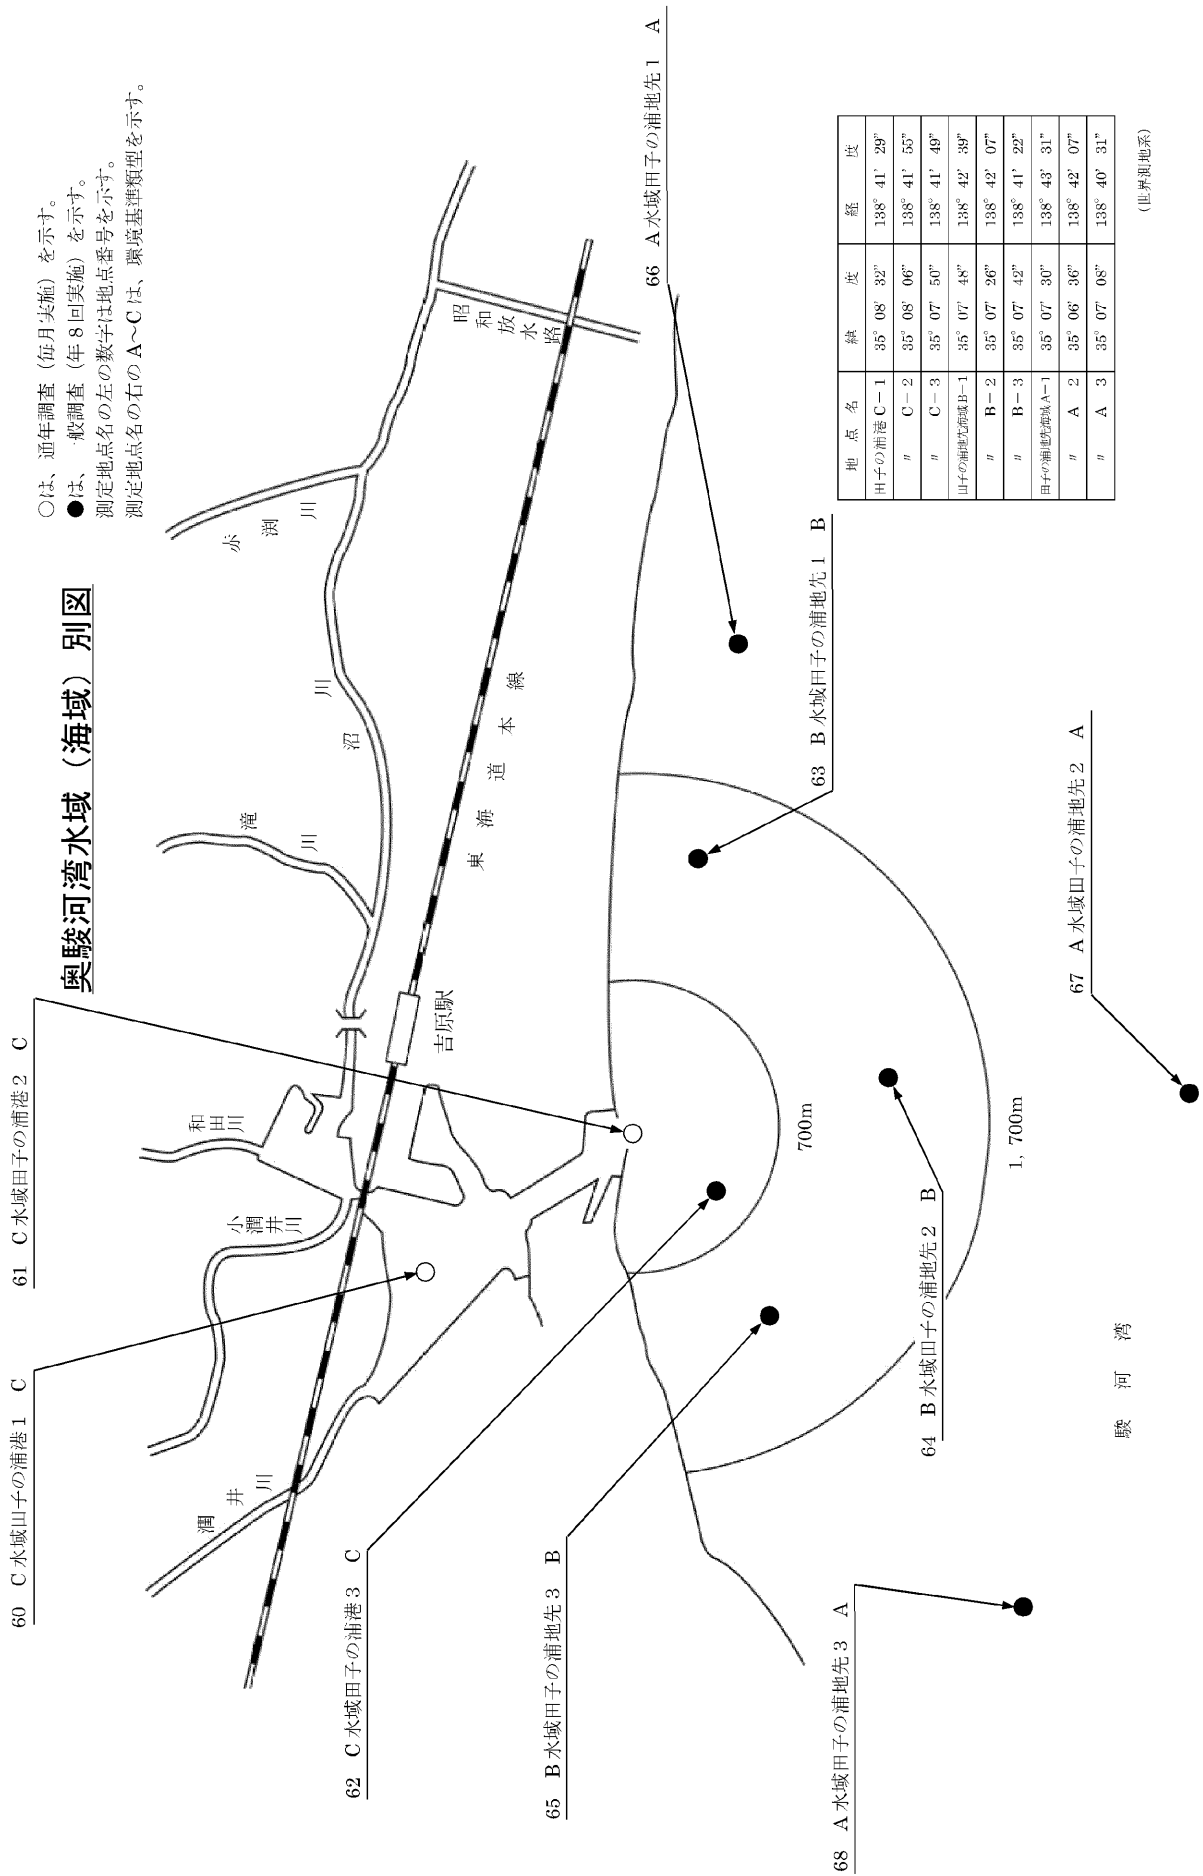 奥駿河湾水域（海域）別図
○は、通年調査（毎月実施）を示す。
●は、一般調査（年８回実施）を示す。
測定地点名の左の数字は地点番号を示す。
測定地点名の右のA～Cは、環境基準類型を示す。
60 C水域田子の浦港１ C
61 C水域田子の浦港２ C
62 C水域田子の浦港３ C
65 B水域田子の浦地先３ B
68 A水域田子の浦地先３ A
64 B水域田子の浦地先２ B
67 A水域田子の浦地先２ A
63 B水域田子の浦地先１ B
66 A水域田子の浦地先１ A
潤井川
小潤井川
和田川
滝川
沼川
赤渕川
昭和放水路
吉原駅
東海道本線
700m
1,700m
駿河湾
地点名 緯度 経度
田子の浦港C－1 35° 08’ 32” 138° 41’ 29”
〃 C－2 35° 08’ 06” 138° 41’ 55”
〃 C－3 35° 07’ 50” 138° 41’ 49”
田子の浦地先海域B－1 35° 07’ 48” 138° 42’ 39”
〃 B－2 35° 07’ 26” 138° 42’ 07”
〃 B－3 35° 07’ 42” 138° 41’ 22”
田子の浦地先海域A－1 35° 07’ 30” 138° 43’ 31”
〃 A 2 35° 06’ 36” 138° 42’ 07”
〃 A 3 35° 07’ 08” 138° 40’ 31”
（世界測地系）